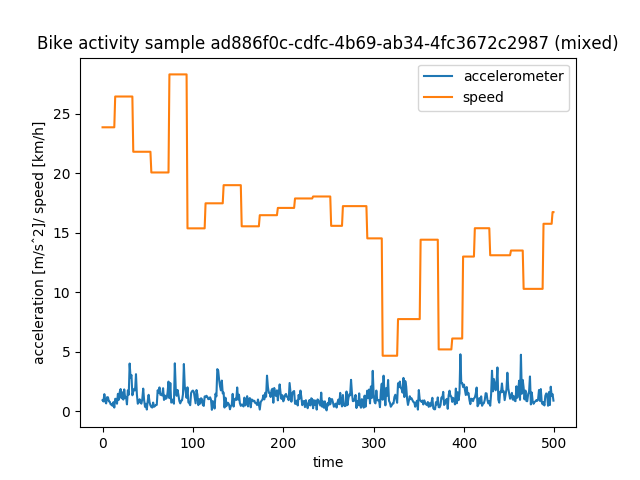 Bike activity sample ad886f0c-cdfc-4b69-ab34-4fc3672c2987 (mixed)
accelerometer
speed
acceleration [m/s^2]/ speed [km/h]
25
20
15
10
5
0
0 100 200 300 400 500
time